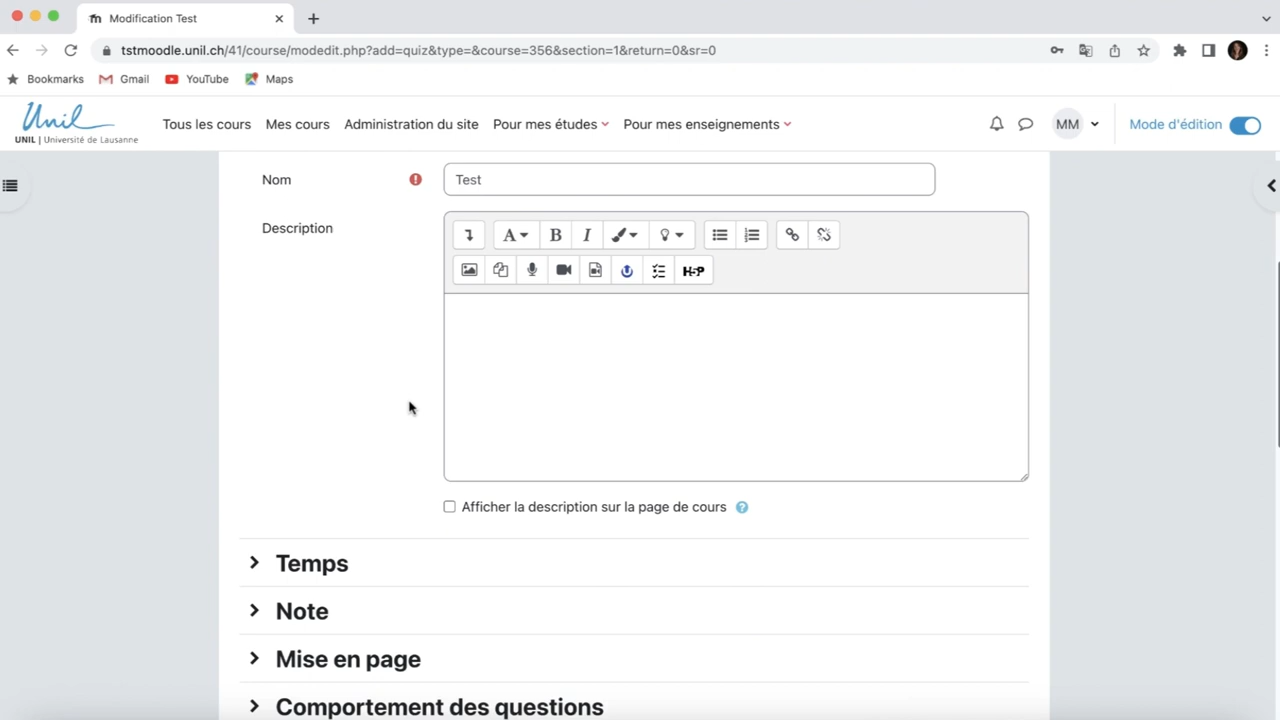 Modification Test
tstmoodle.unil.ch/41/course/modedit.php?add=quiz&type=&course=356&section=1&return=0&sr=0
Bookmarks Gmail YouTube Maps
Unil
UNIL | Université de Lausanne
Tous les cours Mes cours Administration du site Pour mes études Pour mes enseignements MM Mode d'édition
Nom Test
Description
A B I
H5P
Afficher la description sur la page de cours ?
Temps
Note
Mise en page
Comportement des questions